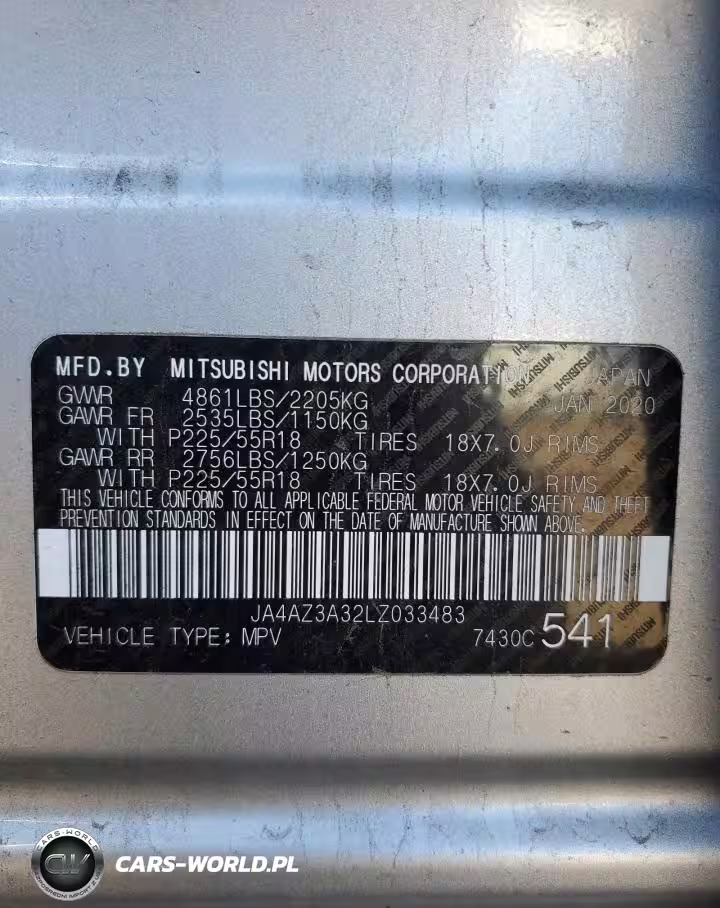 MFD.BY MITSUBISHI MOTORS CORPORATION JAPAN
GVWR 4861LBS/2205KG JAN 2020
GAWR FR 2535LBS/1150KG
WITH P225/55R18 TIRES 18X7.0J RIMS
GAWR RR 2756LBS/1250KG
WITH P225/55R18 TIRES 18X7.0J RIMS
THIS VEHICLE CONFORMS TO ALL APPLICABLE FEDERAL MOTOR VEHICLE SAFETY AND THEFT
PREVENTION STANDARDS IN EFFECT ON THE DATE OF MANUFACTURE SHOWN ABOVE.
JA4AZ3A32LZ033483
VEHICLE TYPE: MPV 7430C 541
CARS-WORLD
CARS-WORLD.PL